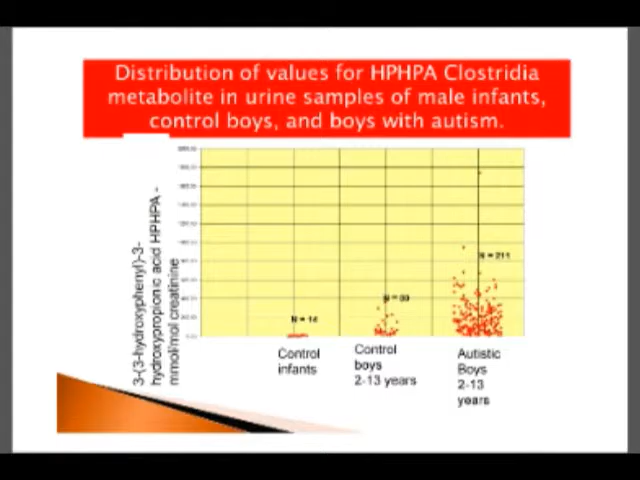 Distribution of values for HPHPA Clostridia
metabolite in urine samples of male infants,
control boys, and boys with autism.
3-(3-hydroxyphenyl)-3-
hydroxypropionic acid HPHPA -
mmol/mol creatinine
N = 14
N = 211
Control
infants
Control
boys
2-13 years
Autistic
Boys
2-13
years